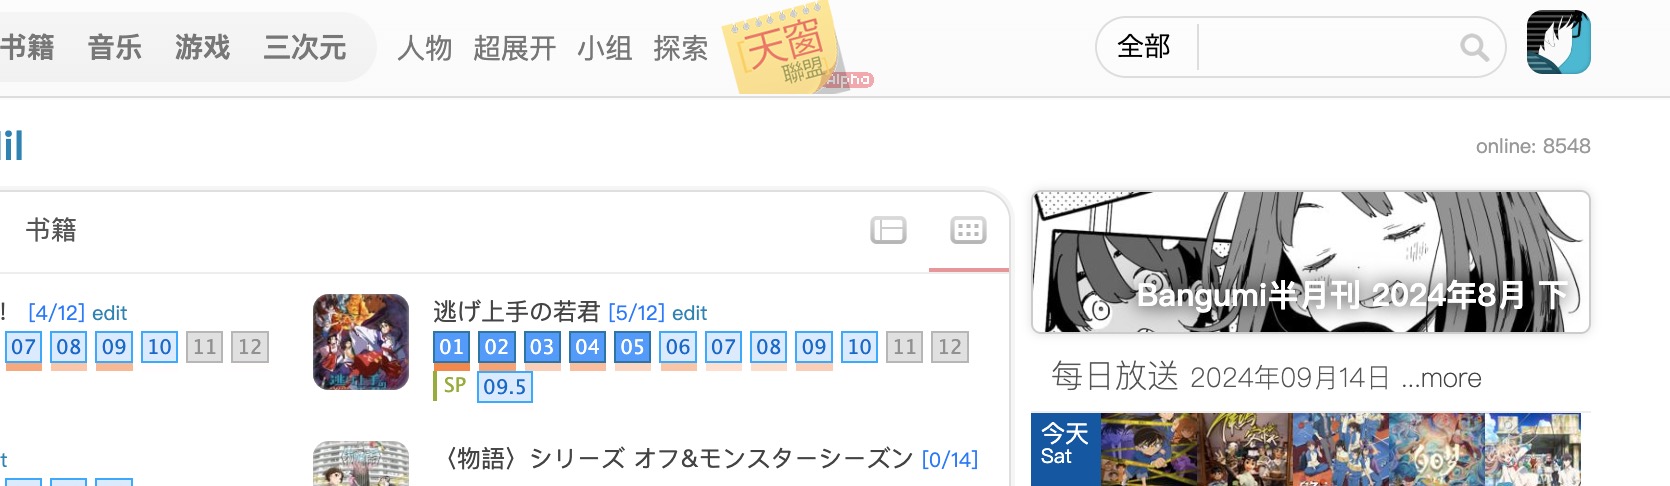 书籍 音乐 游戏 三次元 人物 超展开 小组 探索 天窗 聯盟 Alpha 全部
online: 8548
书籍
Bangumi半月刊 2024年8月 下
! [4/12] edit
07 08 09 10 11 12
逃げ上手の若君 [5/12] edit
01 02 03 04 05 06 07 08 09 10 11 12
SP 09.5
每日放送 2024年09月14日 ...more
今天
Sat
〈物語〉シリーズ オフ&モンスターシーズン [0/14]